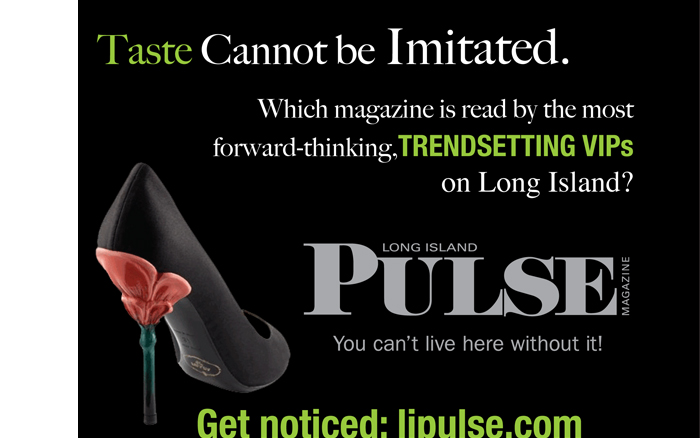 Taste Cannot be Imitated.
Which magazine is read by the most
forward-thinking,TRENDSETTING VIPs
on Long Island?
LONG ISLAND
PULSE
MAGAZINE
You can't live here without it!
Get noticed: lipulse.com